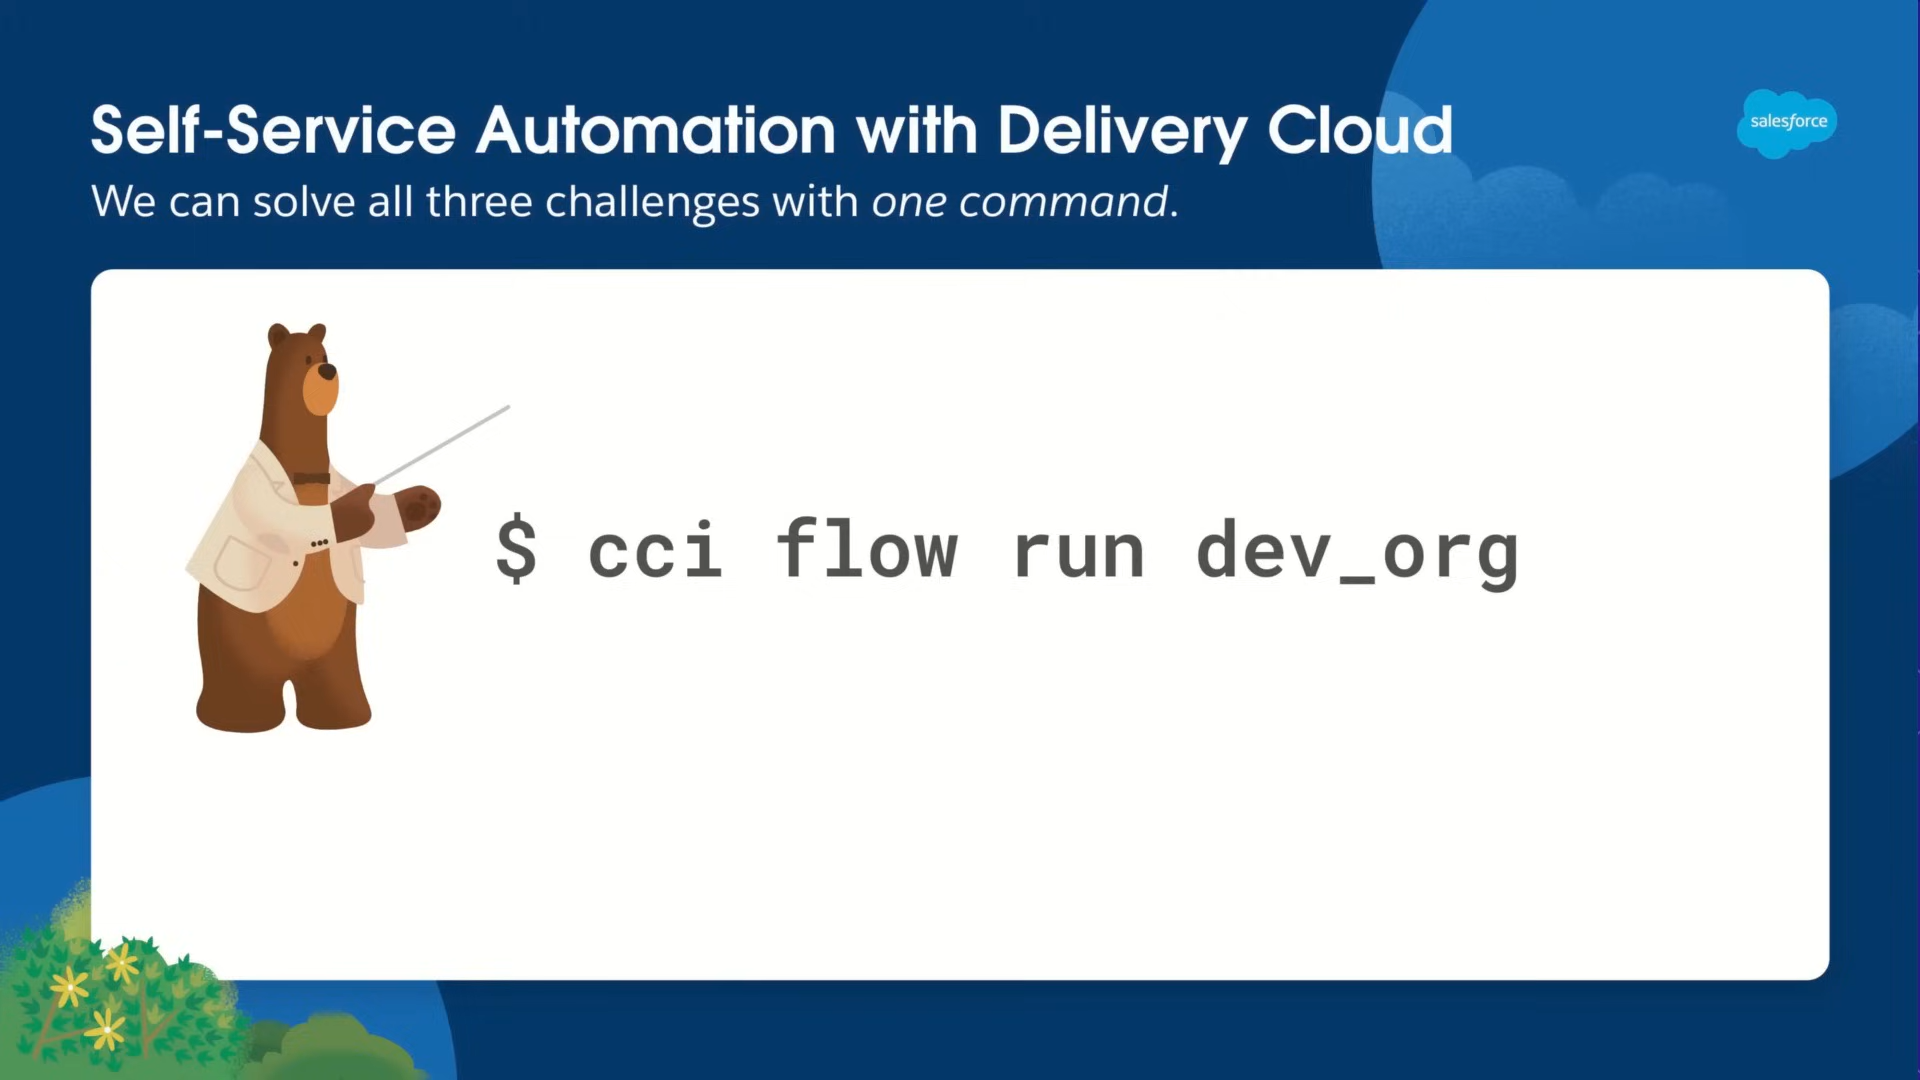 Self-Service Automation with Delivery Cloud
salesforce
We can solve all three challenges with one command.
$ cci flow run dev_org